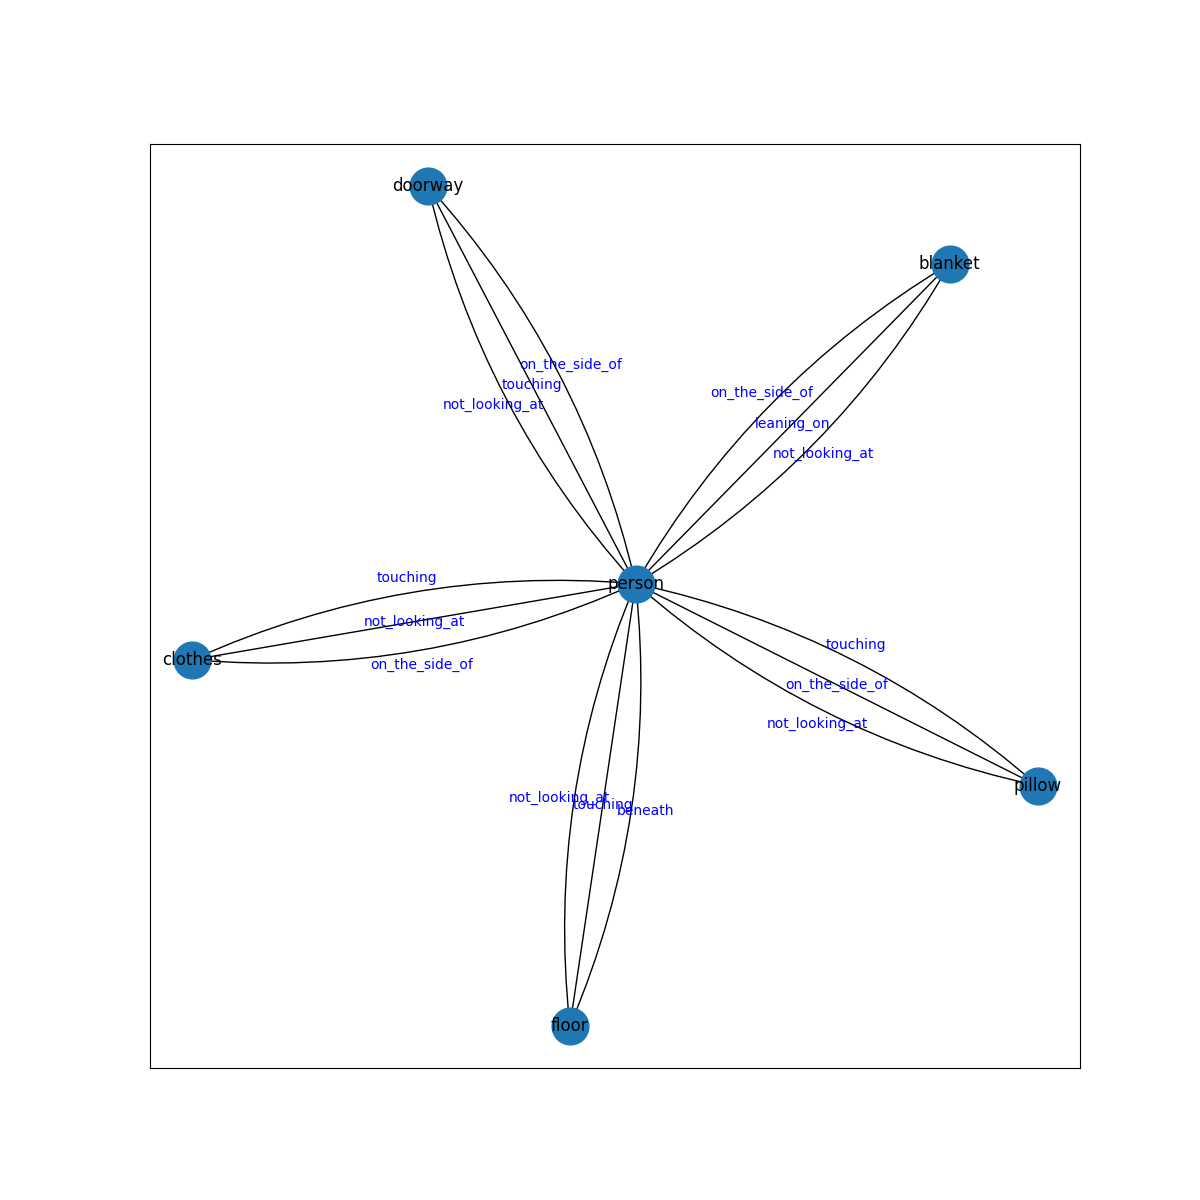 doorway
blanket
on_the_side_of
touching
not_looking_at
on_the_side_of
leaning_on
not_looking_at
touching
person
not_looking_at
clothes
on_the_side_of
touching
on_the_side_of
not_looking_at
pillow
not_looking_at
touching
beneath
floor